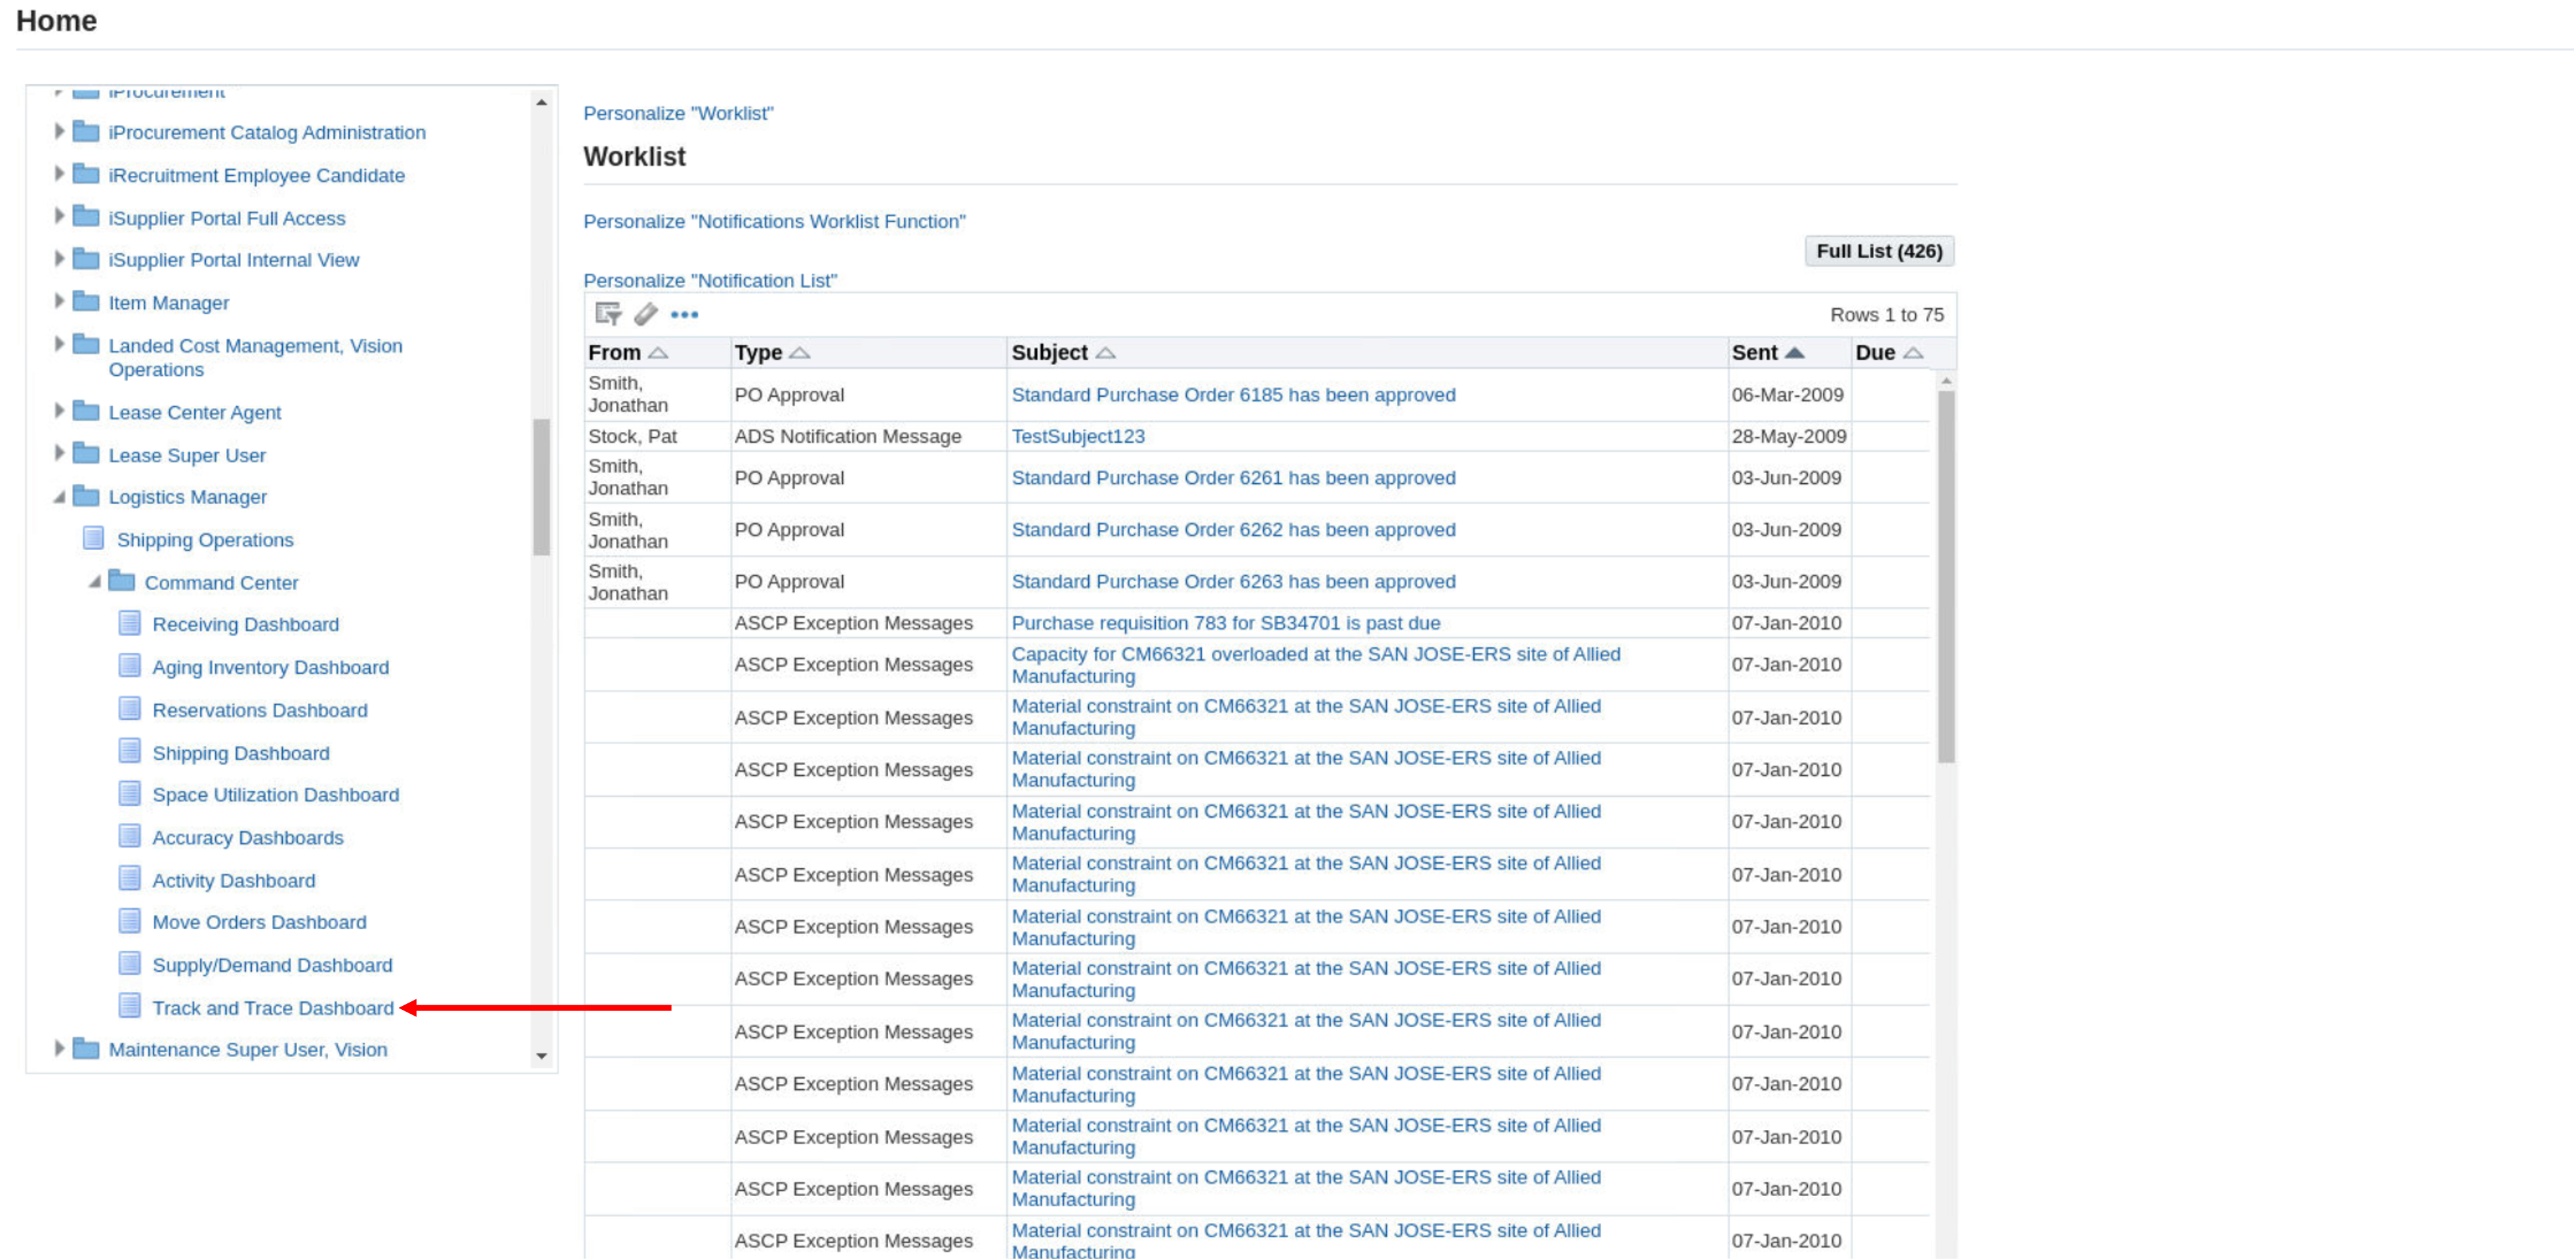 Home
iProcurement
iProcurement Catalog Administration
iRecruitment Employee Candidate
iSupplier Portal Full Access
iSupplier Portal Internal View
Item Manager
Landed Cost Management, Vision
Operations
Lease Center Agent
Lease Super User
Logistics Manager
Shipping Operations
Command Center
Receiving Dashboard
Aging Inventory Dashboard
Reservations Dashboard
Shipping Dashboard
Space Utilization Dashboard
Accuracy Dashboards
Activity Dashboard
Move Orders Dashboard
Supply/Demand Dashboard
Track and Trace Dashboard
Maintenance Super User, Vision
Personalize "Worklist"
Worklist
Personalize "Notifications Worklist Function"
Full List (426)
Personalize "Notification List"
Rows 1 to 75
From Type Subject Sent Due
Smith,
Jonathan PO Approval Standard Purchase Order 6185 has been approved 06-Mar-2009
Stock, Pat ADS Notification Message TestSubject123 28-May-2009
Smith,
Jonathan PO Approval Standard Purchase Order 6261 has been approved 03-Jun-2009
Smith,
Jonathan PO Approval Standard Purchase Order 6262 has been approved 03-Jun-2009
Smith,
Jonathan PO Approval Standard Purchase Order 6263 has been approved 03-Jun-2009
ASCP Exception Messages Purchase requisition 783 for SB34701 is past due 07-Jan-2010
ASCP Exception Messages Capacity for CM66321 overloaded at the SAN JOSE-ERS site of Allied
Manufacturing 07-Jan-2010
ASCP Exception Messages Material constraint on CM66321 at the SAN JOSE-ERS site of Allied
Manufacturing 07-Jan-2010
ASCP Exception Messages Material constraint on CM66321 at the SAN JOSE-ERS site of Allied
Manufacturing 07-Jan-2010
ASCP Exception Messages Material constraint on CM66321 at the SAN JOSE-ERS site of Allied
Manufacturing 07-Jan-2010
ASCP Exception Messages Material constraint on CM66321 at the SAN JOSE-ERS site of Allied
Manufacturing 07-Jan-2010
ASCP Exception Messages Material constraint on CM66321 at the SAN JOSE-ERS site of Allied
Manufacturing 07-Jan-2010
ASCP Exception Messages Material constraint on CM66321 at the SAN JOSE-ERS site of Allied
Manufacturing 07-Jan-2010
ASCP Exception Messages Material constraint on CM66321 at the SAN JOSE-ERS site of Allied
Manufacturing 07-Jan-2010
ASCP Exception Messages Material constraint on CM66321 at the SAN JOSE-ERS site of Allied
Manufacturing 07-Jan-2010
ASCP Exception Messages Material constraint on CM66321 at the SAN JOSE-ERS site of Allied
Manufacturing 07-Jan-2010
ASCP Exception Messages Material constraint on CM66321 at the SAN JOSE-ERS site of Allied
Manufacturing 07-Jan-2010
ASCP Exception Messages Material constraint on CM66321 at the SAN JOSE-ERS site of Allied
Manufacturing 07-Jan-2010